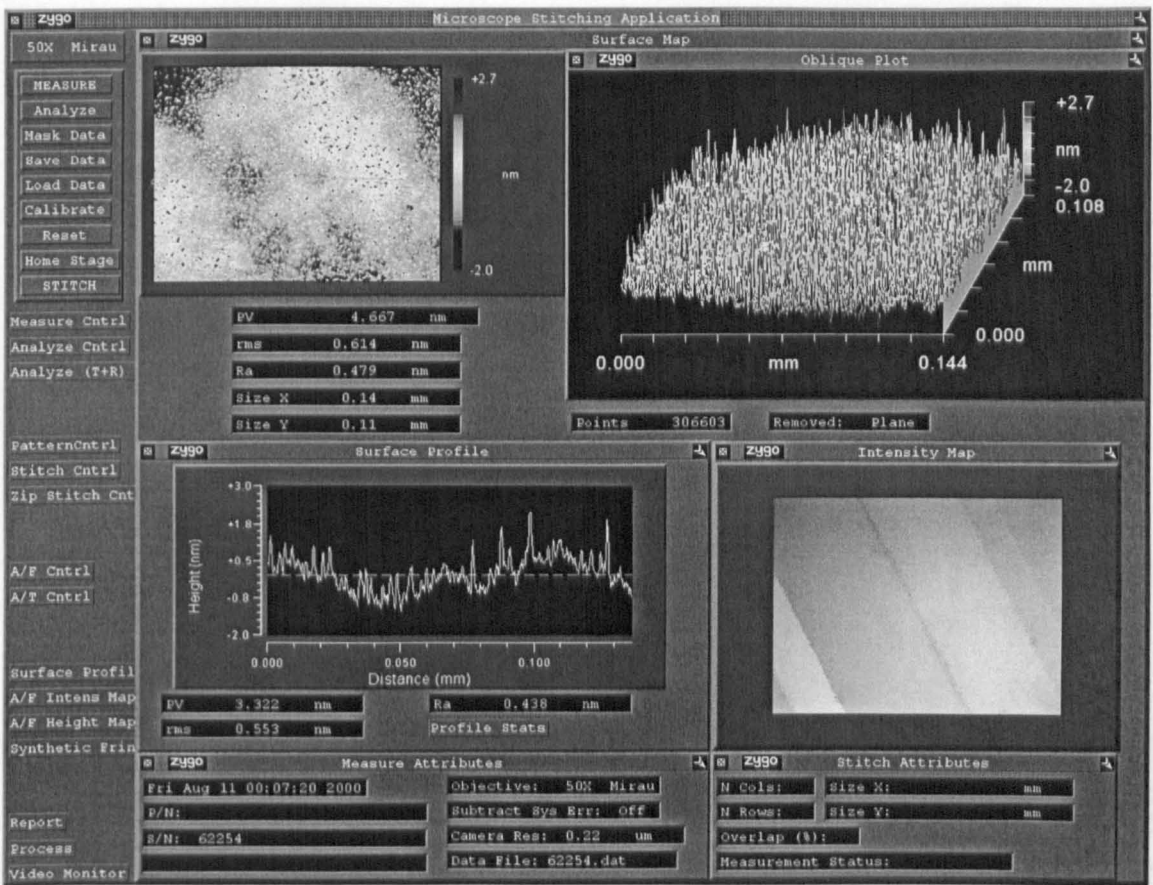 zygo Microscope Stitching Application
50X Mirau
MEASURE
Analyze
Mask Data
Save Data
Load Data
Calibrate
Reset
Home Stage
STITCH
Measure Cntrl
Analyze Cntrl
Analyze (T+R)
PatternCntrl
Stitch Cntrl
Zip Stitch Cnt
A/F Cntrl
A/T Cntrl
Surface Profil
A/F Intens Map
A/F Height Map
Synthetic Frin
Report
Process
Video Monitor
zygo Surface Map
+2.7
nm
-2.0
PV 4.667 nm
rms 0.614 nm
Ra 0.479 nm
Size X 0.14 mm
Size Y 0.11 mm
zygo Oblique Plot
+2.7
nm
-2.0
0.108
mm
0.000
0.000 mm 0.144
Points 306603 Removed: Plane
zygo Surface Profile
+3.0
+1.8
+0.5
-0.8
-2.0
Height (nm)
0.000 0.050 0.100
Distance (mm)
PV 3.322 nm Ra 0.438 nm
rms 0.553 nm Profile Stats
zygo Intensity Map
zygo Measure Attributes
Fri Aug 11 00:07:20 2000
P/N:
S/N: 62254
Objective: 50X Mirau
Subtract Sys Err: Off
Camera Res: 0.22 um
Data File: 62254.dat
zygo Stitch Attributes
N Cols: Size X: mm
N Rows: Size Y: mm
Overlap (%):
Measurement Status: